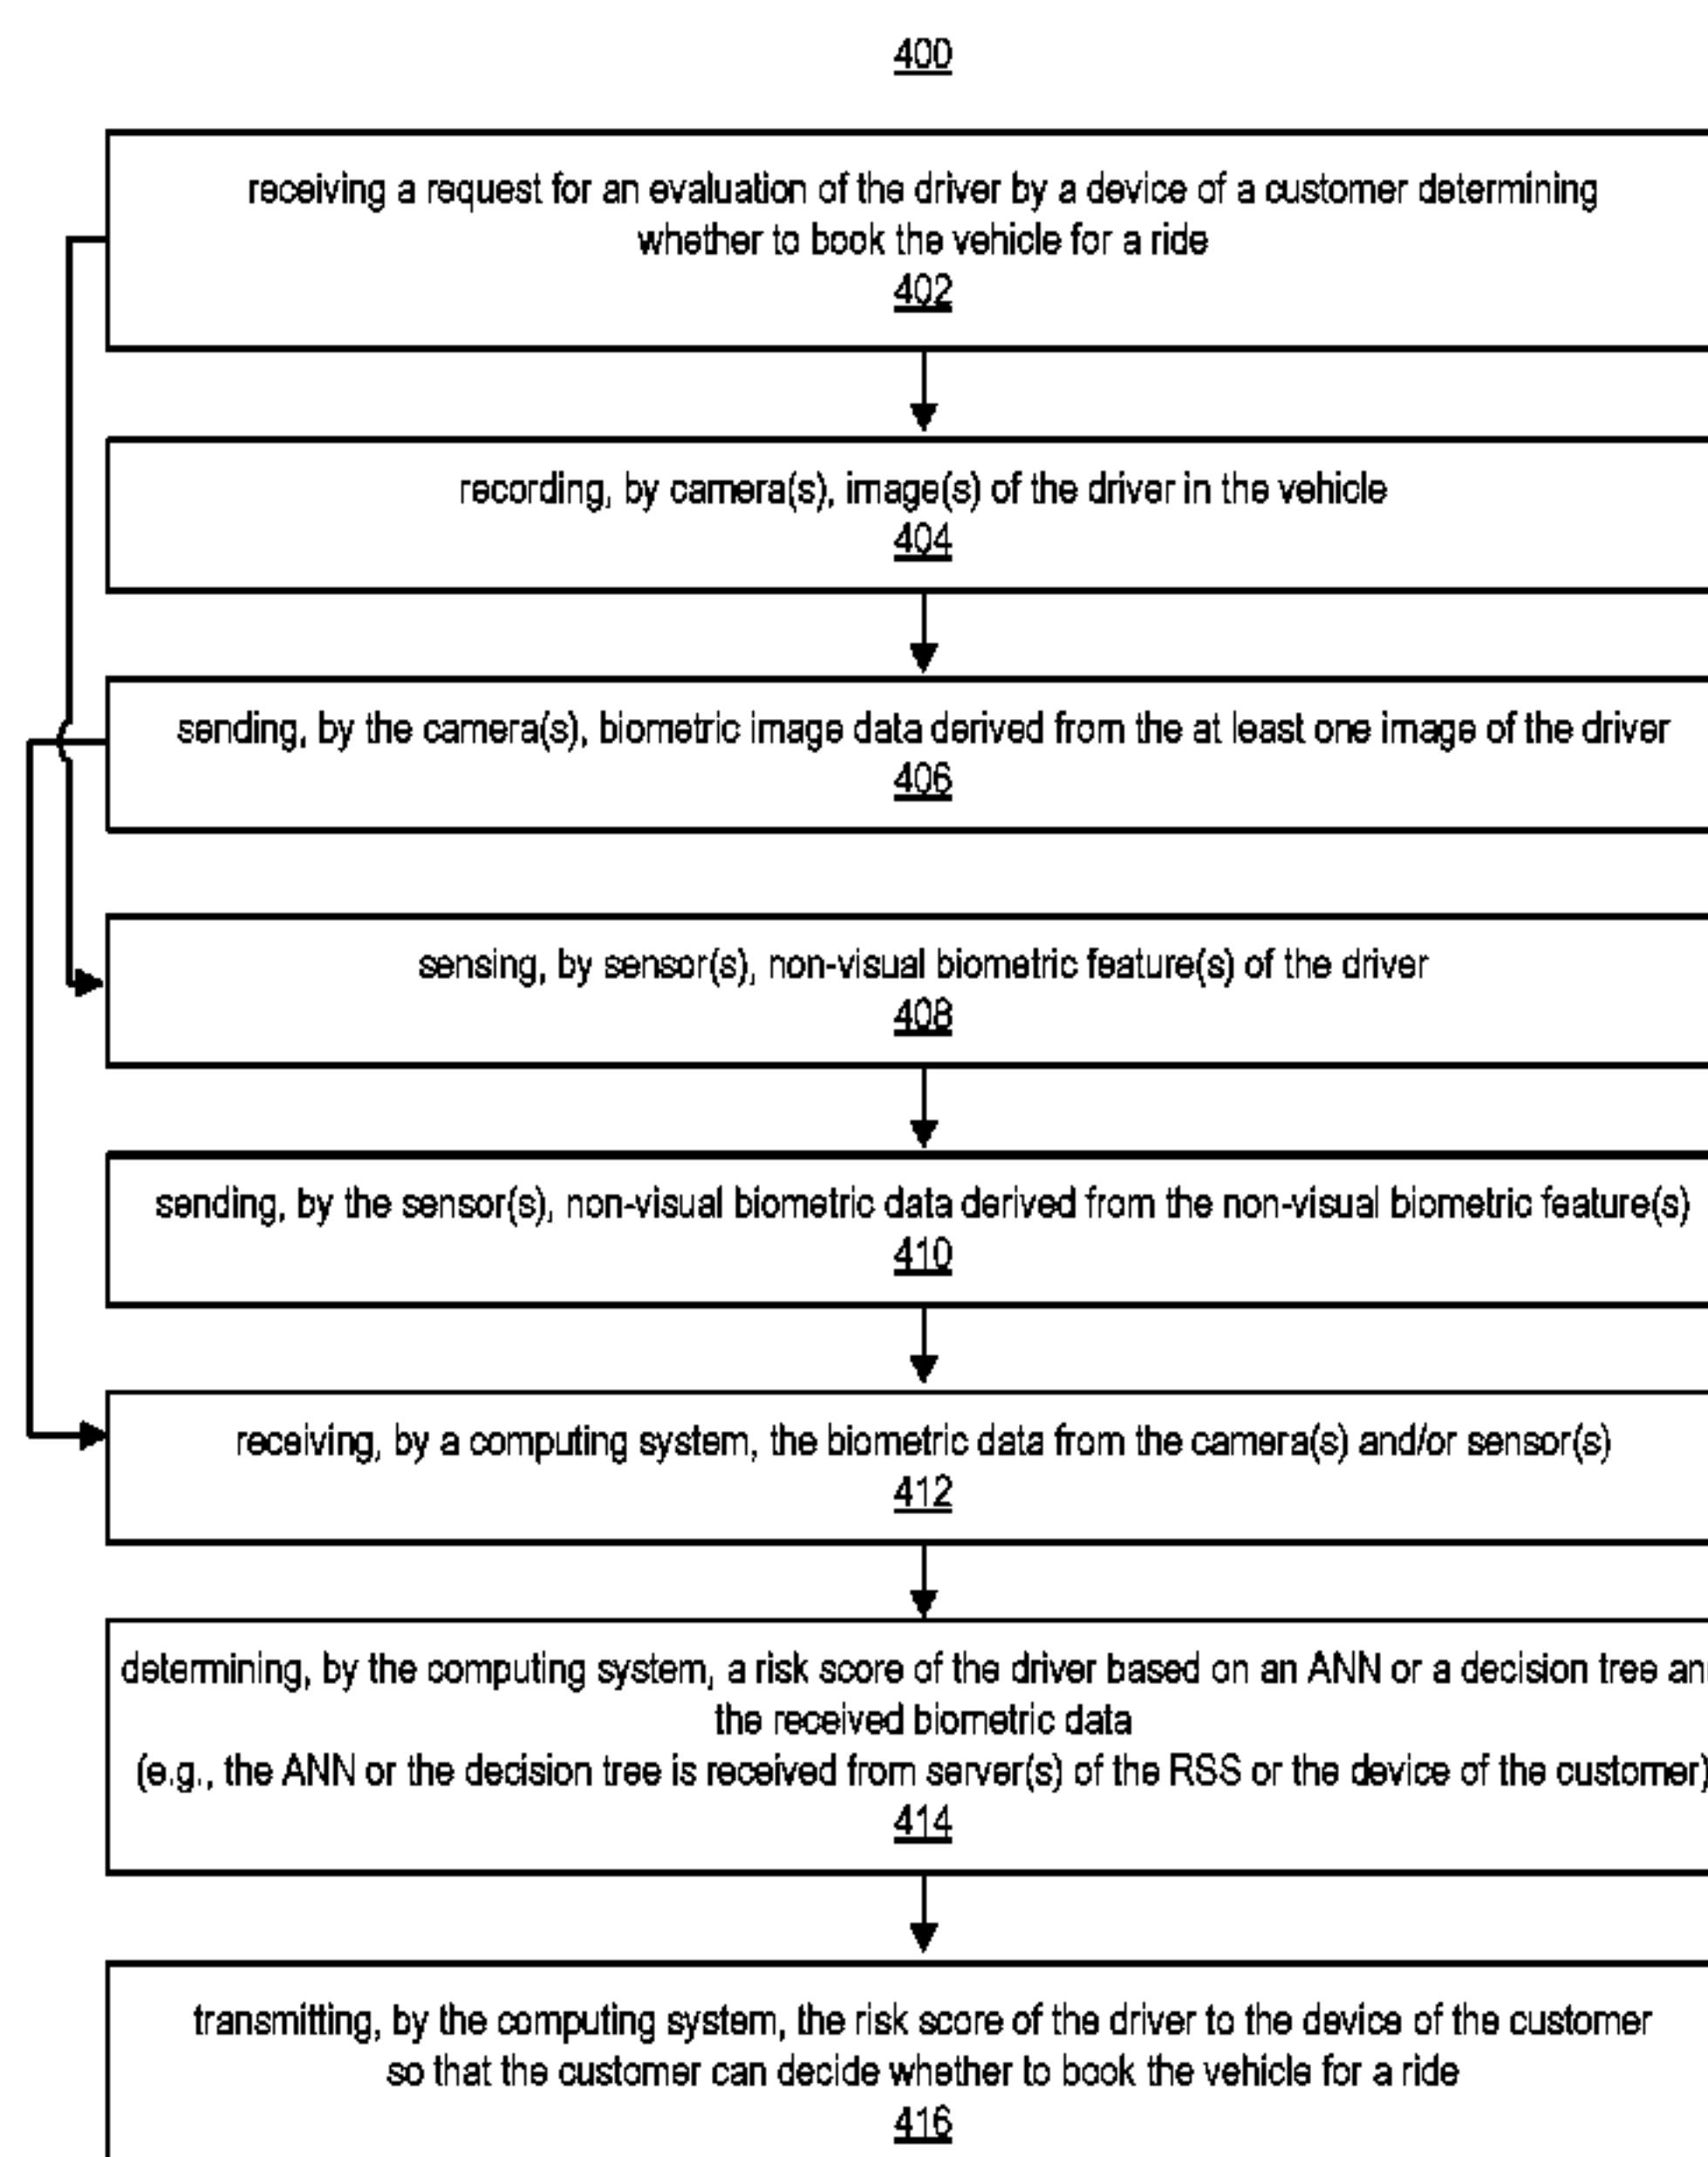 400
receiving a request for an evaluation of the driver by a device of a customer determining
whether to book the vehicle for a ride
402
recording, by camera(s), image(s) of the driver in the vehicle
404
sending, by the camera(s), biometric image data derived from the at least one image of the driver
406
sensing, by sensor(s), non-visual biometric feature(s) of the driver
408
sending, by the sensor(s), non-visual biometric data derived from the non-visual biometric feature(s)
410
receiving, by a computing system, the biometric data from the camera(s) and/or sensor(s)
412
determining, by the computing system, a risk score of the driver based on an ANN or a decision tree
the received biometric data
(e.g., the ANN or the decision tree is received from server(s) of the RSS or the device of the customer)
414
transmitting, by the computing system, the risk score of the driver to the device of the customer
so that the customer can decide whether to book the vehicle for a ride
416